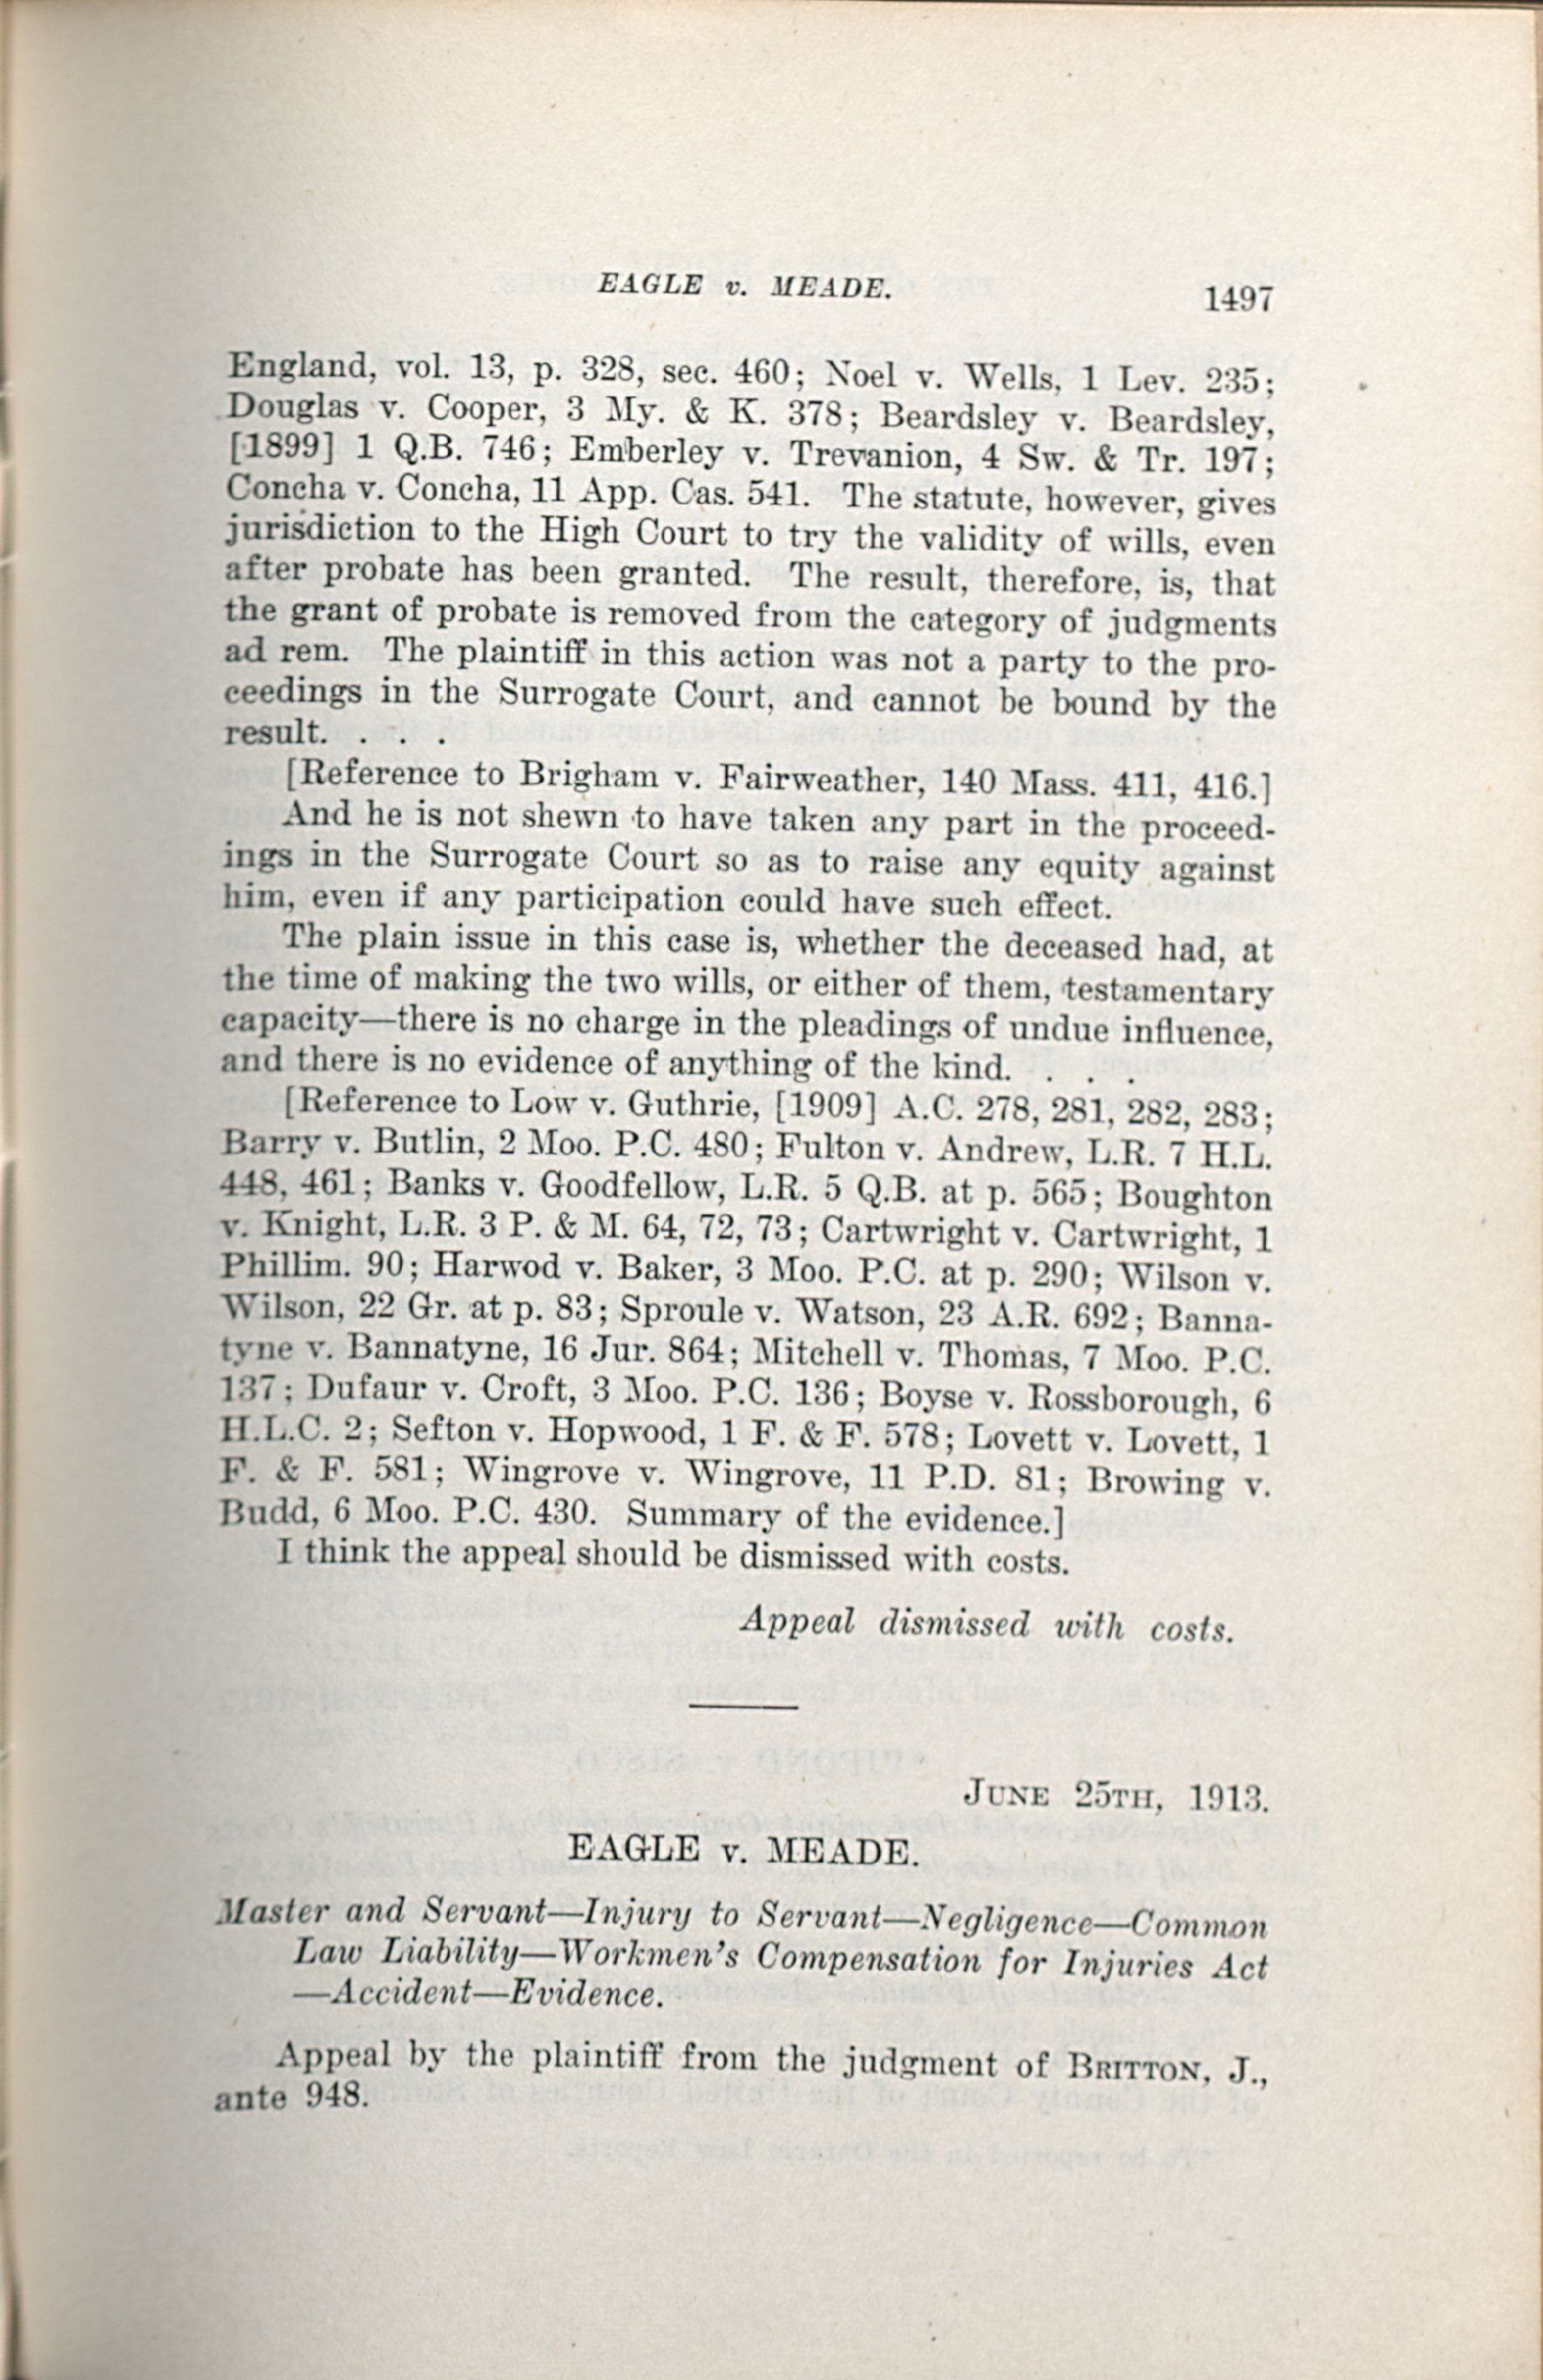 EAGLE v. MEADE. 1497
England, vol. 13, p. 328, sec. 460; Noel v. Wells, 1 Lev. 235;
Douglas v. Cooper, 3 My. & K. 378; Beardsley v. Beardsley,
[1899] 1 Q.B. 746; Emberley v. Trevanion, 4 Sw. & Tr. 197;
Concha v. Concha, 11 App. Cas. 541. The statute, however, gives
jurisdiction to the High Court to try the validity of wills, even
after probate has been granted. The result, therefore, is, that
the grant of probate is removed from the category of judgments
ad rem. The plaintiff in this action was not a party to the pro-
ceedings in the Surrogate Court, and cannot be bound by the
result. . . .
[Reference to Brigham v. Fairweather, 140 Mass. 411, 416.]
And he is not shewn to have taken any part in the proceed-
ings in the Surrogate Court so as to raise any equity against
him, even if any participation could have such effect.
The plain issue in this case is, whether the deceased had, at
the time of making the two wills, or either of them, testamentary
capacity—there is no charge in the pleadings of undue influence,
and there is no evidence of anything of the kind. . . .
[Reference to Low v. Guthrie, [1909] A.C. 278, 281, 282, 283;
Barry v. Butlin, 2 Moo. P.C. 480; Fulton v. Andrew, L.R. 7 H.L.
448, 461; Banks v. Goodfellow, L.R. 5 Q.B. at p. 565; Boughton
v. Knight, L.R. 3 P. & M. 64, 72, 73; Cartwright v. Cartwright, 1
Phillim. 90; Harwod v. Baker, 3 Moo. P.C. at p. 290; Wilson v.
Wilson, 22 Gr. at p. 83; Sproule v. Watson, 23 A.R. 692; Banna-
tyne v. Bannatyne, 16 Jur. 864; Mitchell v. Thomas, 7 Moo. P.C.
137; Dufaur v. Croft, 3 Moo. P.C. 136; Boyse v. Rossborough, 6
H.L.C. 2; Sefton v. Hopwood, 1 F. & F. 578; Lovett v. Lovett, 1
F. & F. 581; Wingrove v. Wingrove, 11 P.D. 81; Browing v.
Budd, 6 Moo. P.C. 430. Summary of the evidence.]
I think the appeal should be dismissed with costs.
Appeal dismissed with costs.
JUNE 25TH, 1913.
EAGLE v. MEADE.
Master and Servant—Injury to Servant—Negligence—Common
Law Liability—Workmen's Compensation for Injuries Act
—Accident—Evidence.
Appeal by the plaintiff from the judgment of BRITTON, J.,
ante 948.